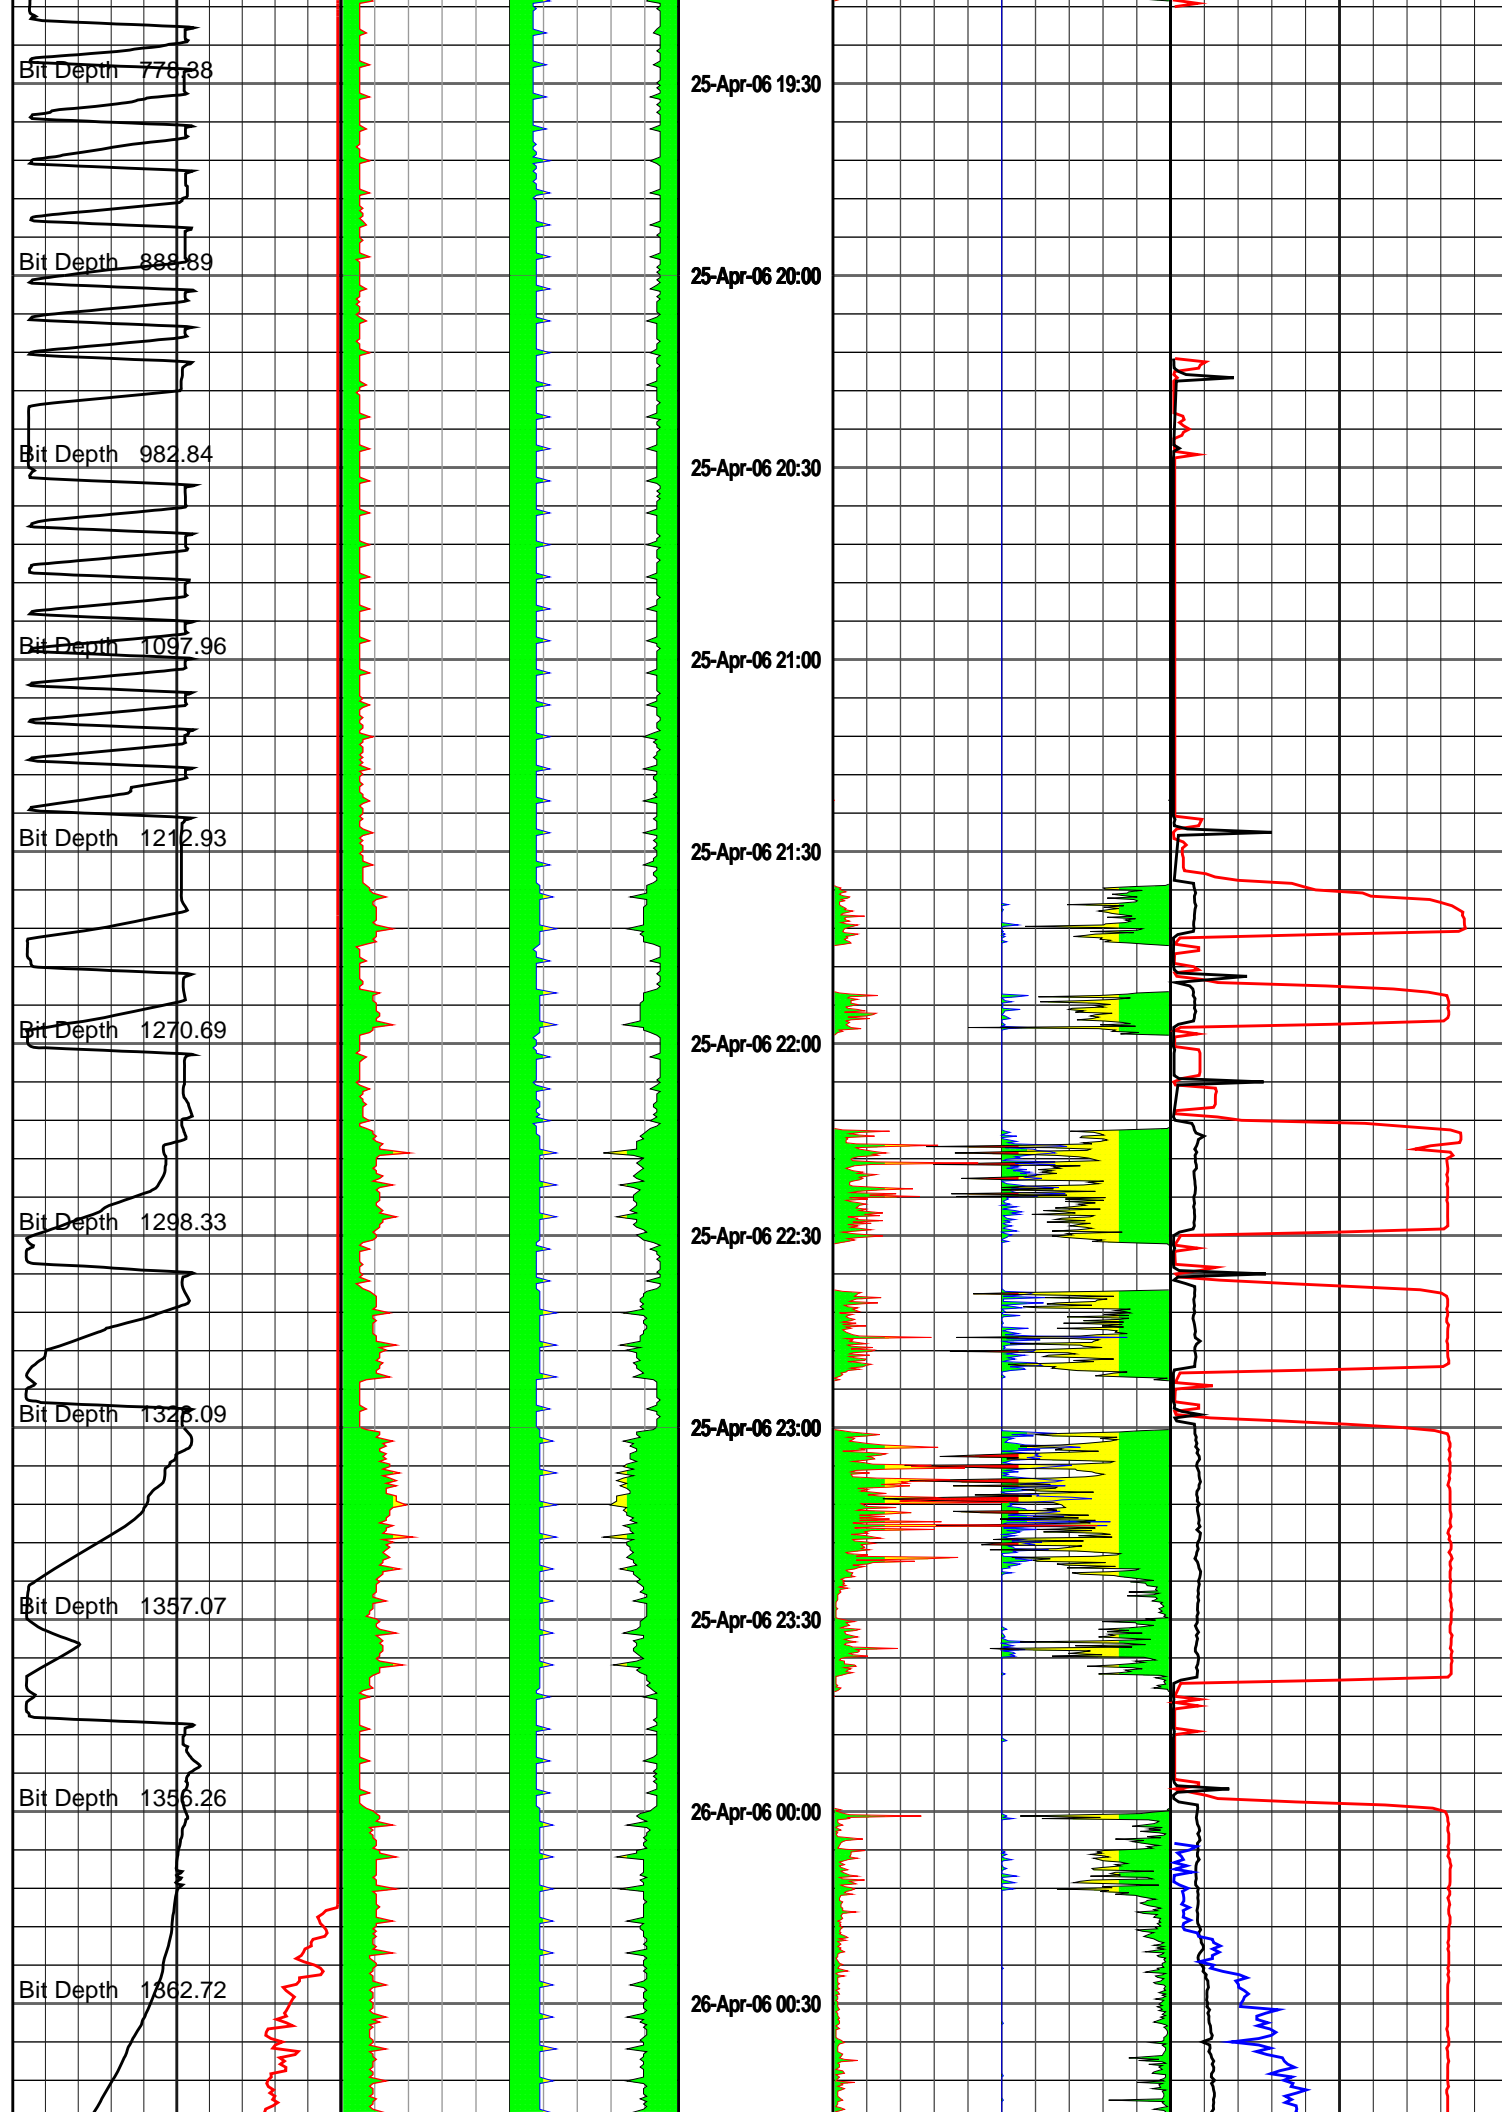 Bit Depth 778.38
25-Apr-06 19:30
Bit Depth 888.89
25-Apr-06 20:00
Bit Depth 982.84
25-Apr-06 20:30
Bit Depth 1097.96
25-Apr-06 21:00
Bit Depth 1212.93
25-Apr-06 21:30
Bit Depth 1270.69
25-Apr-06 22:00
Bit Depth 1298.33
25-Apr-06 22:30
Bit Depth 1328.09
25-Apr-06 23:00
Bit Depth 1357.07
25-Apr-06 23:30
Bit Depth 1356.26
26-Apr-06 00:00
Bit Depth 1362.72
26-Apr-06 00:30